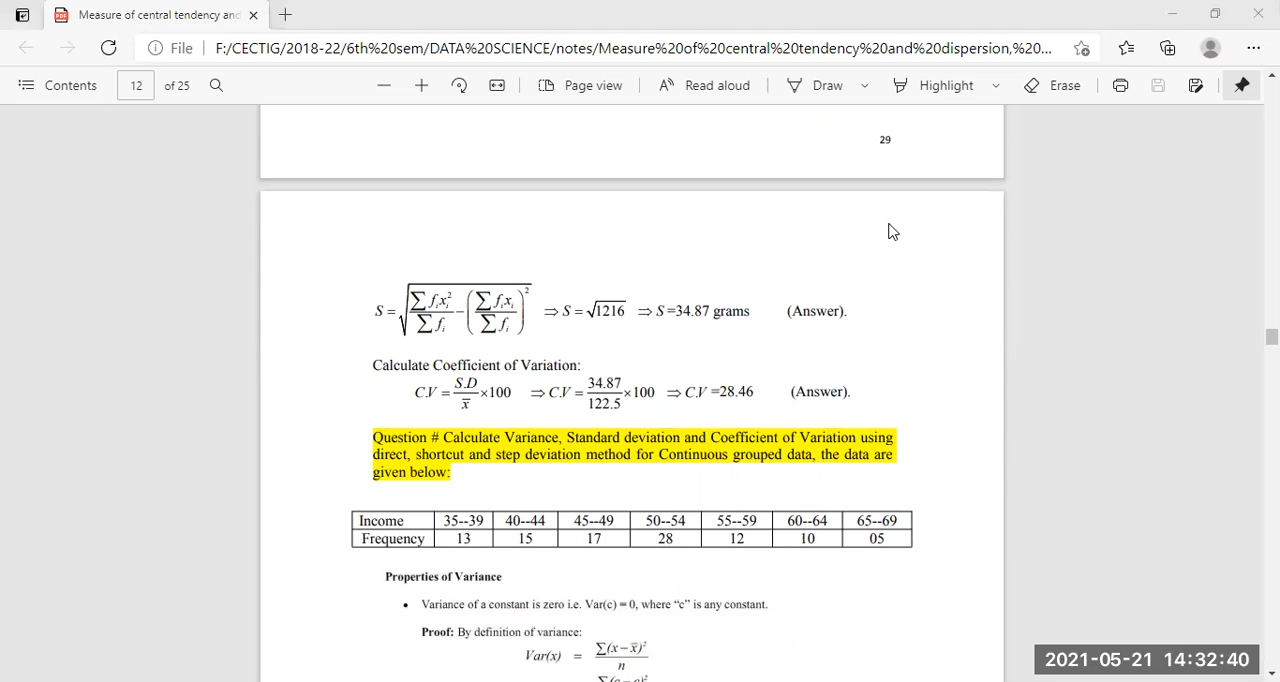 Measure of central tendency and
File
F:/CECTIG/2018-22/6th%20sem/DATA%20SCIENCE/notes/Measure%20of%20central%20tendency%20and%20dispersion,%20...
Contents 12 of 25 Page view Read aloud Draw Highlight Erase
29
S = √(∑fᵢxᵢ²/∑fᵢ − (∑fᵢxᵢ/∑fᵢ)²) ⇒ S = √1216 ⇒ S =34.87 grams (Answer).
Calculate Coefficient of Variation:
C.V = S.D/x̄ ×100 ⇒ C.V = 34.87/122.5 ×100 ⇒ C.V =28.46 (Answer).
Question # Calculate Variance, Standard deviation and Coefficient of Variation using
direct, shortcut and step deviation method for Continuous grouped data, the data are
given below:
Income 35--39 40--44 45--49 50--54 55--59 60--64 65--69
Frequency 13 15 17 28 12 10 05
Properties of Variance
• Variance of a constant is zero i.e. Var(c) = 0, where “c” is any constant.
Proof: By definition of variance:
Var(x) = ∑(x−x̄)²/n
2021-05-21 14:32:40